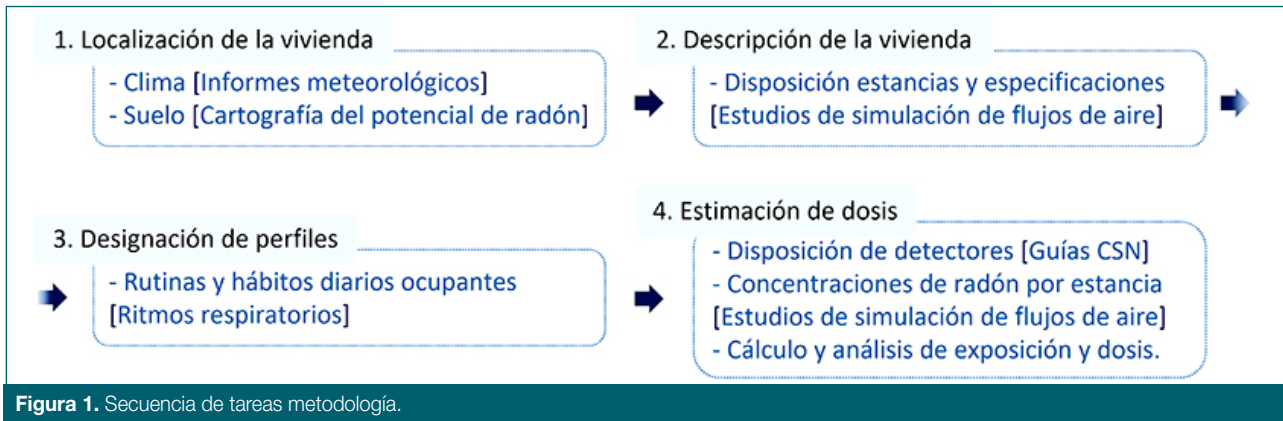 1. Localización de la vivienda
- Clima [Informes meteorológicos]
- Suelo [Cartografía del potencial de radón]
2. Descripción de la vivienda
- Disposición estancias y especificaciones
[Estudios de simulación de flujos de aire]
3. Designación de perfiles
- Rutinas y hábitos diarios ocupantes
[Ritmos respiratorios]
4. Estimación de dosis
- Disposición de detectores [Guías CSN]
- Concentraciones de radón por estancia
[Estudios de simulación de flujos de aire]
- Cálculo y análisis de exposición y dosis.
Figura 1. Secuencia de tareas metodología.